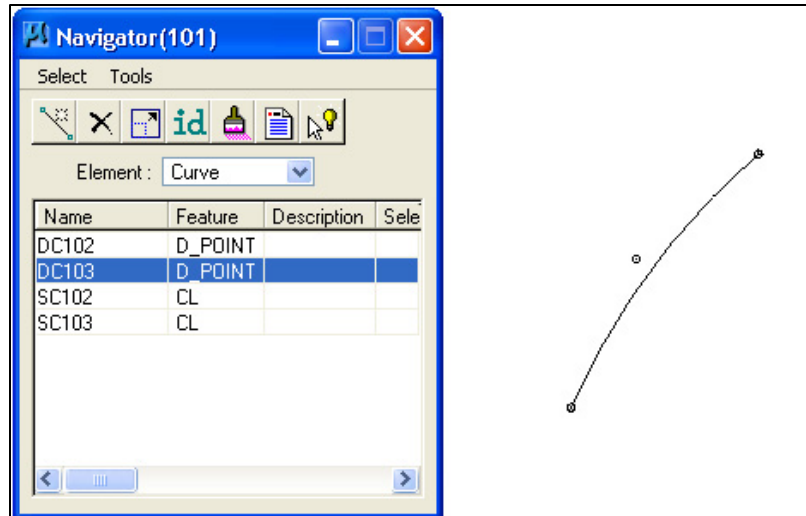 Navigator(101)
Select Tools
id
Element : Curve
Name Feature Description Sele
DC102 D_POINT
DC103 D_POINT
SC102 CL
SC103 CL